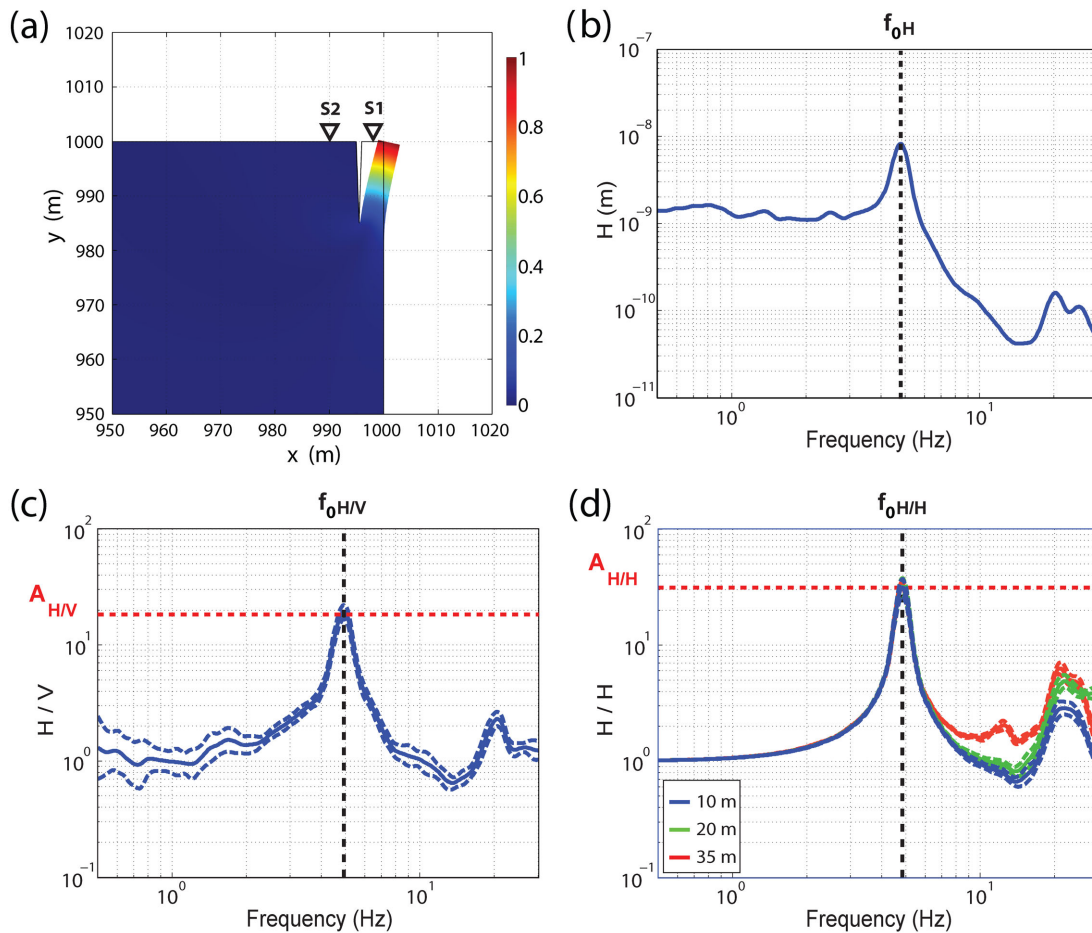 (a)
1020
1010
1000
990
980
970
960
950
y (m)
S2
S1
950 960 970 980 990 1000 1010 1020
x (m)
1
0.8
0.6
0.4
0.2
0
(b)
f0H
10^-7
10^-8
10^-9
10^-10
10^-11
H (m)
10^0 10^1
Frequency (Hz)
(c)
f0H/V
10^2
A H/V
10^1
10^0
10^-1
H / V
10^0 10^1
Frequency (Hz)
(d)
f0H/H
10^2
A H/H
10^1
10^0
10^-1
H / H
10 m
20 m
35 m
10^0 10^1
Frequency (Hz)